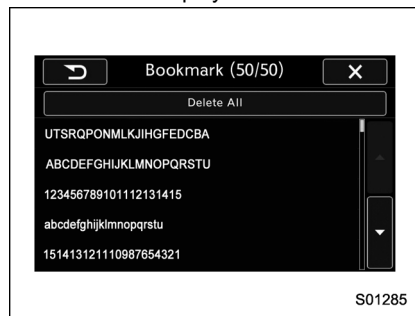 Bookmark (50/50)
Delete All
UTSRQPONMLKJIHGFEDCBA
ABCDEFGHIJKLMNOPQRSTU
123456789101112131415
abcdefghijklmnopqrstu
151413121110987654321
S01285